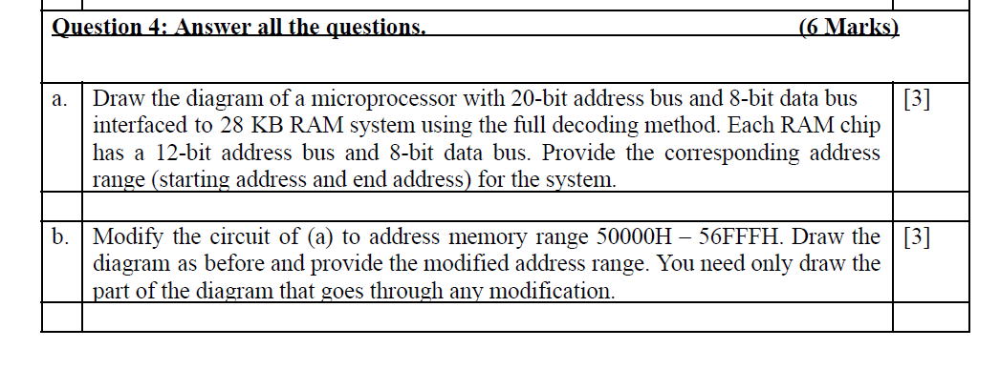 Question 4: Answer all the questions. (6 Marks)
a. Draw the diagram of a microprocessor with 20-bit address bus and 8-bit data bus [3]
interfaced to 28 KB RAM system using the full decoding method. Each RAM chip
has a 12-bit address bus and 8-bit data bus. Provide the corresponding address
range (starting address and end address) for the system.
b. Modify the circuit of (a) to address memory range 50000H – 56FFFH. Draw the [3]
diagram as before and provide the modified address range. You need only draw the
part of the diagram that goes through any modification.